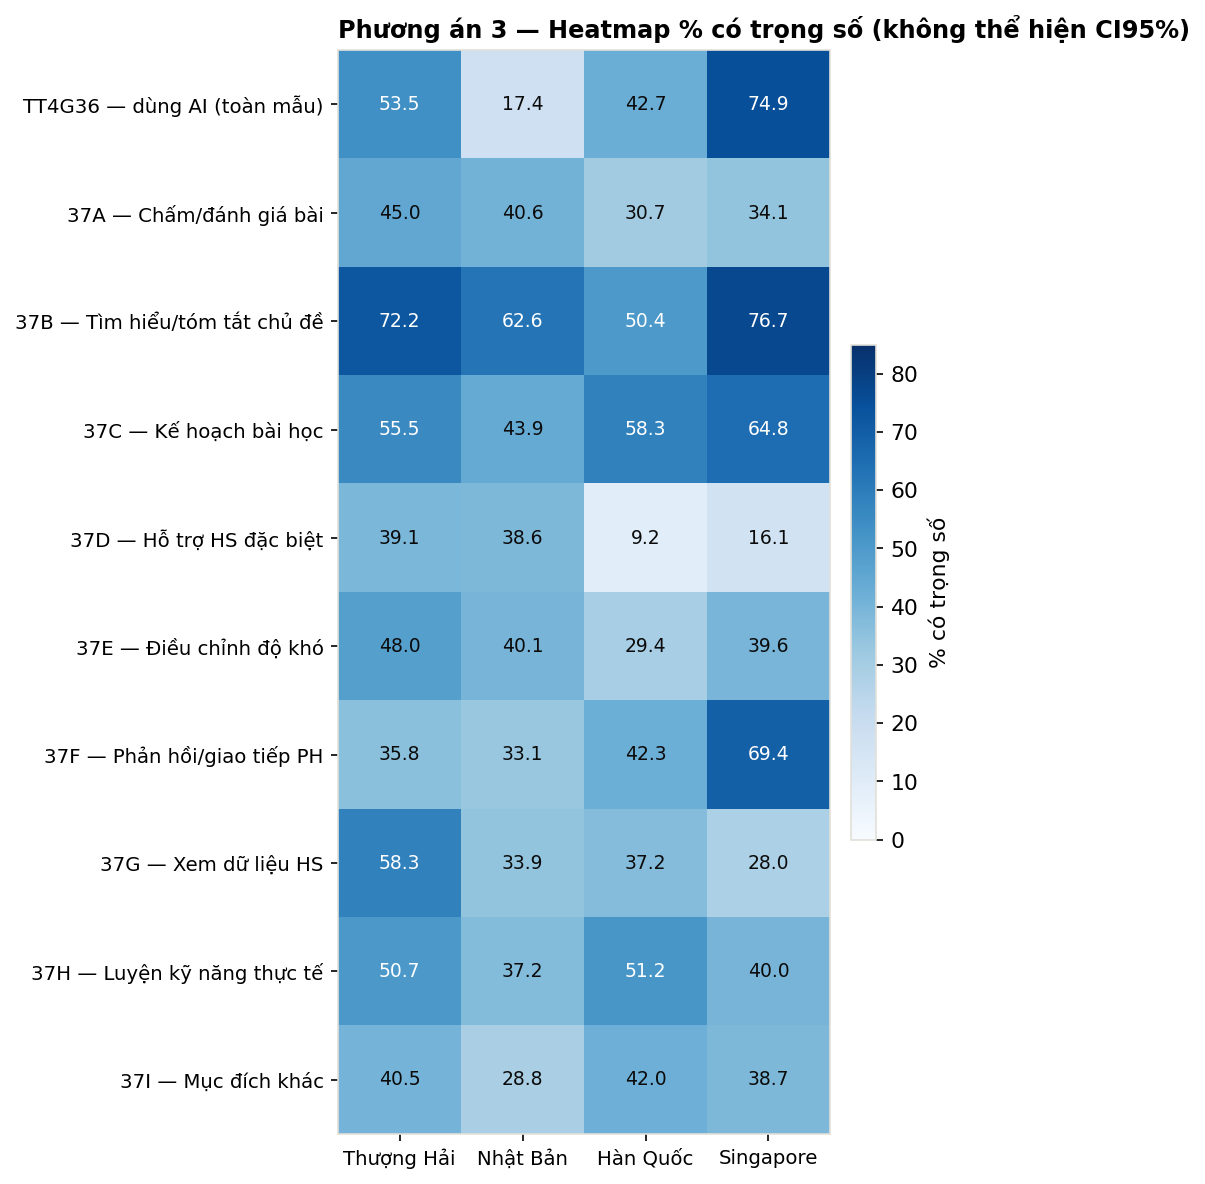 Phương án 3 — Heatmap % có trọng số (không thể hiện CI95%)
TT4G36 — dùng AI (toàn mẫu) 53.5 17.4 42.7 74.9
37A — Chấm/đánh giá bài 45.0 40.6 30.7 34.1
37B — Tìm hiểu/tóm tắt chủ đề 72.2 62.6 50.4 76.7
37C — Kế hoạch bài học 55.5 43.9 58.3 64.8
37D — Hỗ trợ HS đặc biệt 39.1 38.6 9.2 16.1
37E — Điều chỉnh độ khó 48.0 40.1 29.4 39.6
37F — Phản hồi/giao tiếp PH 35.8 33.1 42.3 69.4
37G — Xem dữ liệu HS 58.3 33.9 37.2 28.0
37H — Luyện kỹ năng thực tế 50.7 37.2 51.2 40.0
37I — Mục đích khác 40.5 28.8 42.0 38.7
Thượng Hải Nhật Bản Hàn Quốc Singapore
80
70
60
50
40
30
20
10
0
% có trọng số